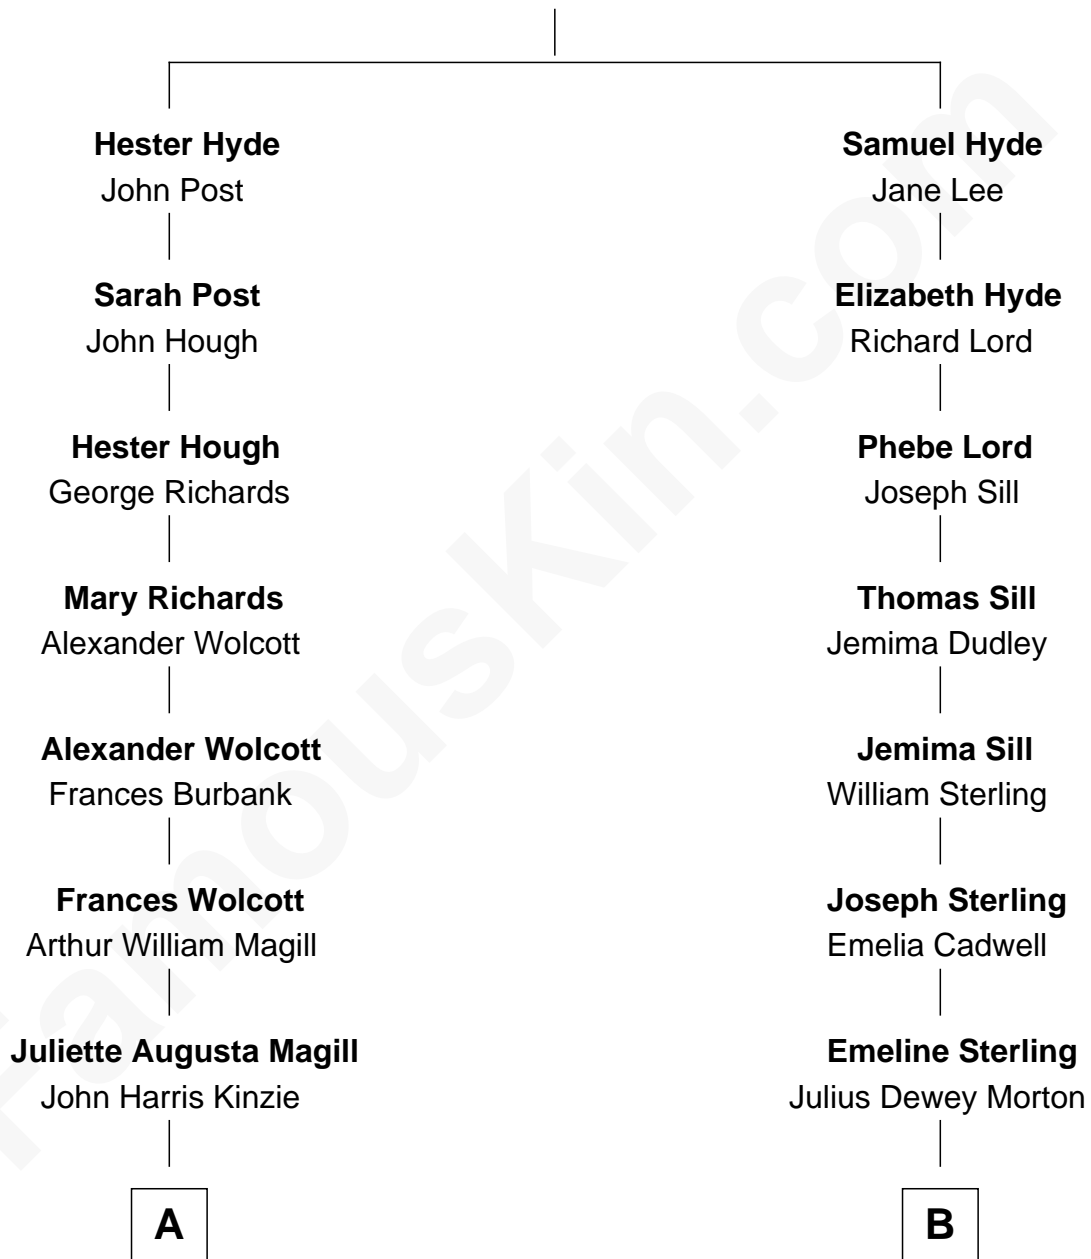 Hester Hyde
John Post
Samuel Hyde
Jane Lee
Sarah Post
John Hough
Elizabeth Hyde
Richard Lord
Hester Hough
George Richards
Phebe Lord
Joseph Sill
Mary Richards
Alexander Wolcott
Thomas Sill
Jemima Dudley
Alexander Wolcott
Frances Burbank
Jemima Sill
William Sterling
Frances Wolcott
Arthur William Magill
Joseph Sterling
Emelia Cadwell
Juliette Augusta Magill
John Harris Kinzie
Emeline Sterling
Julius Dewey Morton
A
B
FamousKin.com